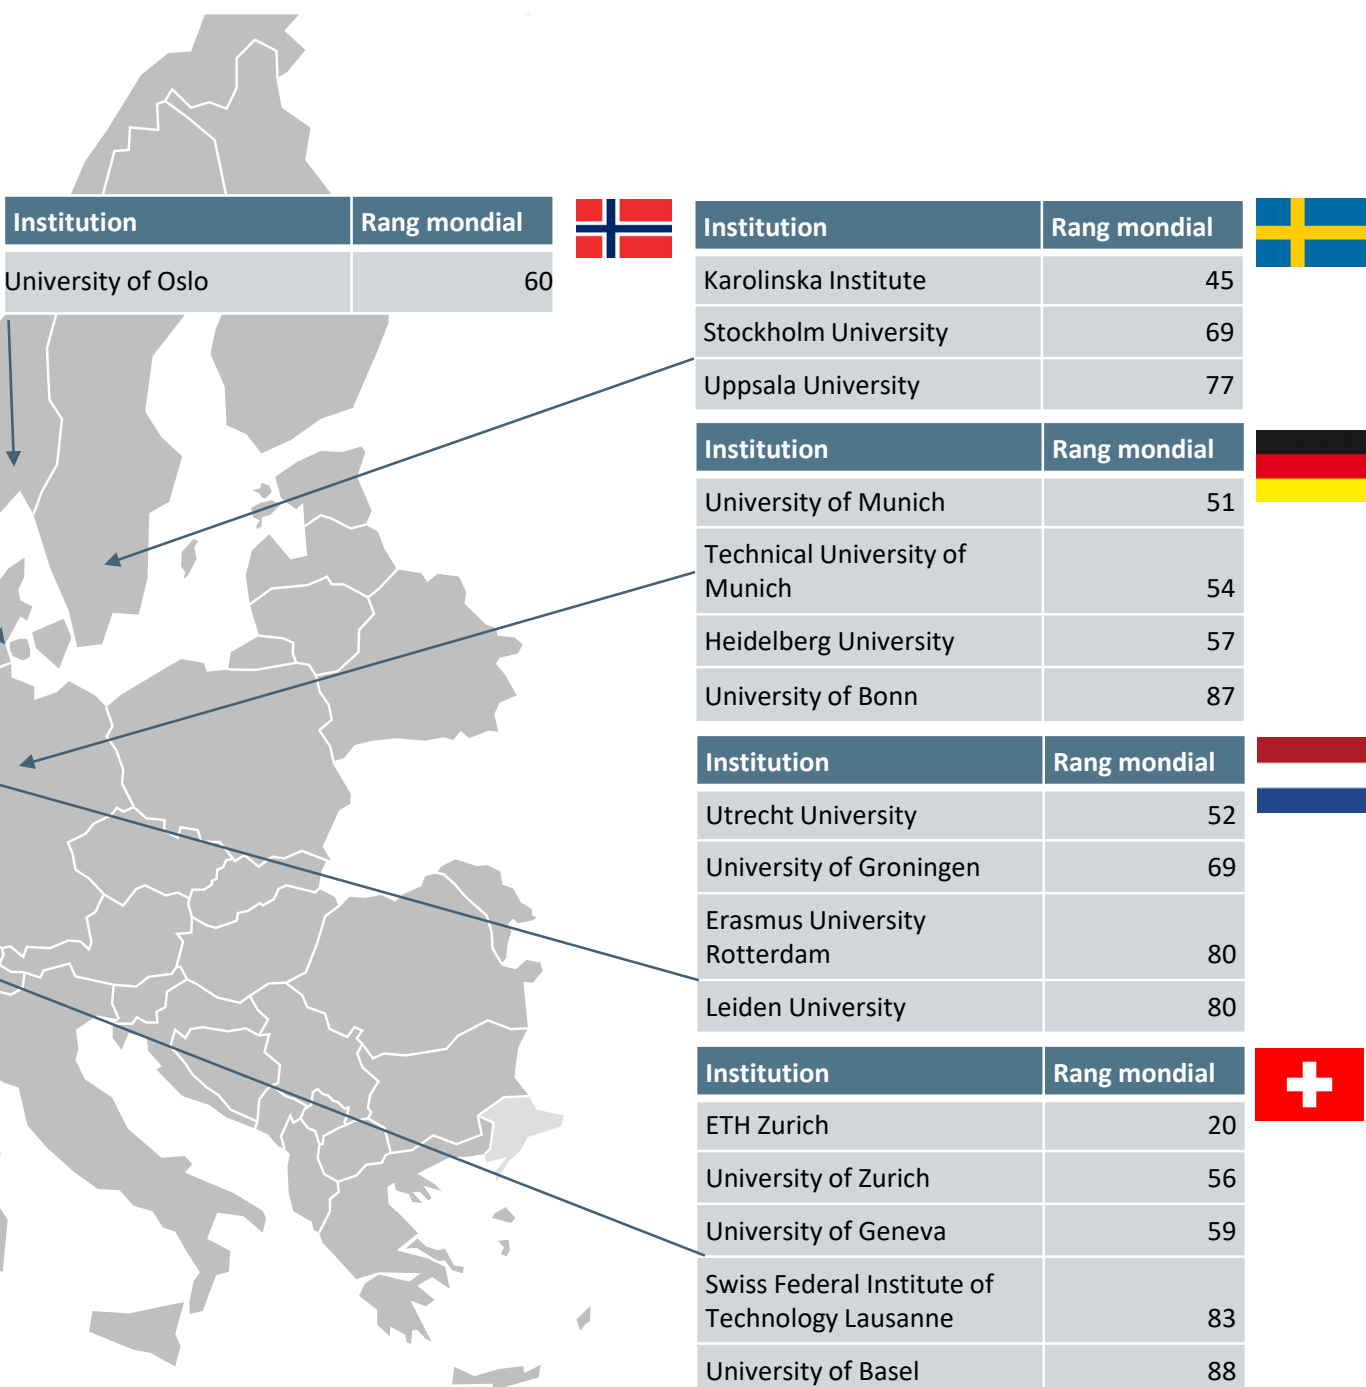 Institution Rang mondial
University of Oslo 60
Institution Rang mondial
Karolinska Institute 45
Stockholm University 69
Uppsala University 77
Institution Rang mondial
University of Munich 51
Technical University of
Munich 54
Heidelberg University 57
University of Bonn 87
Institution Rang mondial
Utrecht University 52
University of Groningen 69
Erasmus University
Rotterdam 80
Leiden University 80
Institution Rang mondial
ETH Zurich 20
University of Zurich 56
University of Geneva 59
Swiss Federal Institute of
Technology Lausanne 83
University of Basel 88